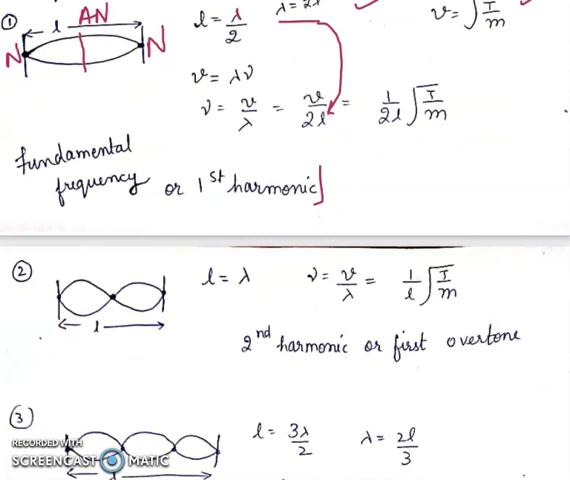 ① ← l AN → l = λ/2 λ = 2l v = √T/m
N N
v = λν
ν = v/λ = v/2l = 1/2l √T/m
fundamental
frequency or 1st harmonic]
② l = λ ν = v/λ = 1/l √T/m
← l →
2nd harmonic or first overtone
③ l = 3λ/2 λ = 2l/3
RECORDED WITH
SCREENCAST MATIC
← l →